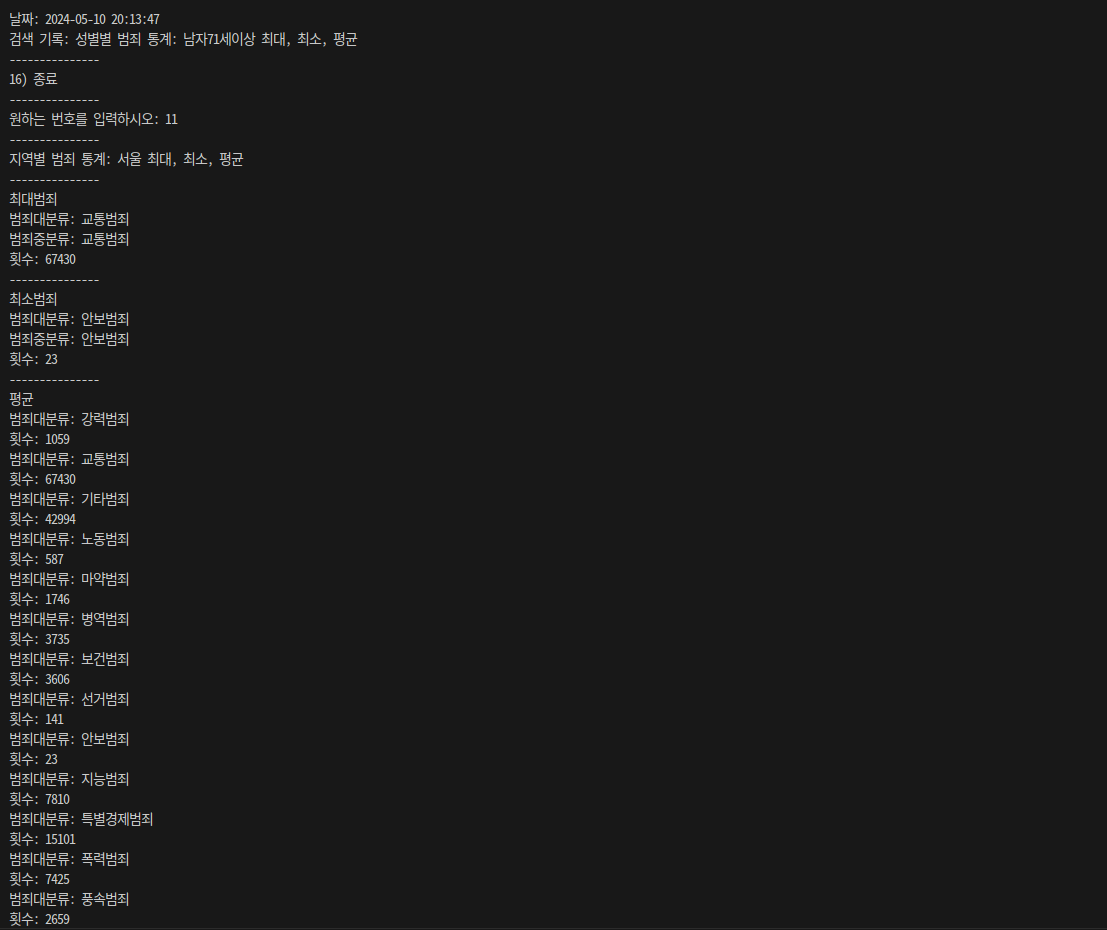 날짜: 2024-05-10 20:13:47
검색 기록: 성별별 범죄 통계: 남자71세이상 최대, 최소, 평균
---------------
16) 종료
---------------
원하는 번호를 입력하시오: 11
---------------
지역별 범죄 통계: 서울 최대, 최소, 평균
---------------
최대범죄
범죄대분류: 교통범죄
범죄중분류: 교통범죄
횟수: 67430
---------------
최소범죄
범죄대분류: 안보범죄
범죄중분류: 안보범죄
횟수: 23
---------------
평균
범죄대분류: 강력범죄
횟수: 1059
범죄대분류: 교통범죄
횟수: 67430
범죄대분류: 기타범죄
횟수: 42994
범죄대분류: 노동범죄
횟수: 587
범죄대분류: 마약범죄
횟수: 1746
범죄대분류: 병역범죄
횟수: 3735
범죄대분류: 보건범죄
횟수: 3606
범죄대분류: 선거범죄
횟수: 141
범죄대분류: 안보범죄
횟수: 23
범죄대분류: 지능범죄
횟수: 7810
범죄대분류: 특별경제범죄
횟수: 15101
범죄대분류: 폭력범죄
횟수: 7425
범죄대분류: 풍속범죄
횟수: 2659